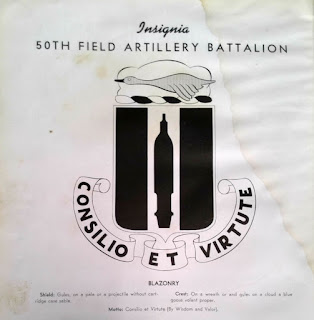 Insignia
50TH FIELD ARTILLERY BATTALION
CONSILIO ET VIRTUTE
BLAZONRY
Shield: Gules, on a pale or a projectile without cart-
ridge case sable.
Crest: On a wreath or and gules on a cloud a blue
goose volant proper.
Motto: Consilio et Virtute (By Wisdom and Valor).